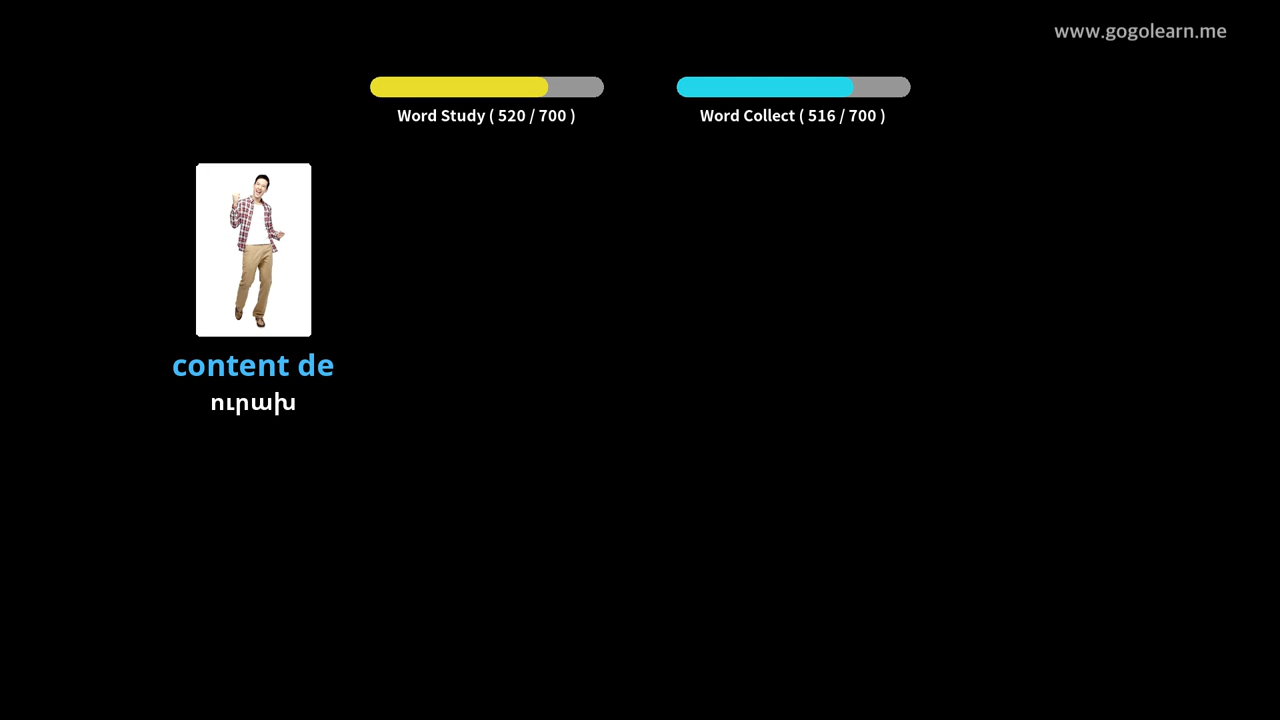 www.gogolearn.me
Word Study ( 520 / 700 )
Word Collect ( 516 / 700 )
content de
ուրախ